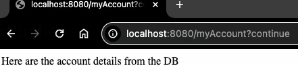 localhost:8080/myAccount?c
localhost:8080/myAccount?continue
Here are the account details from the DB